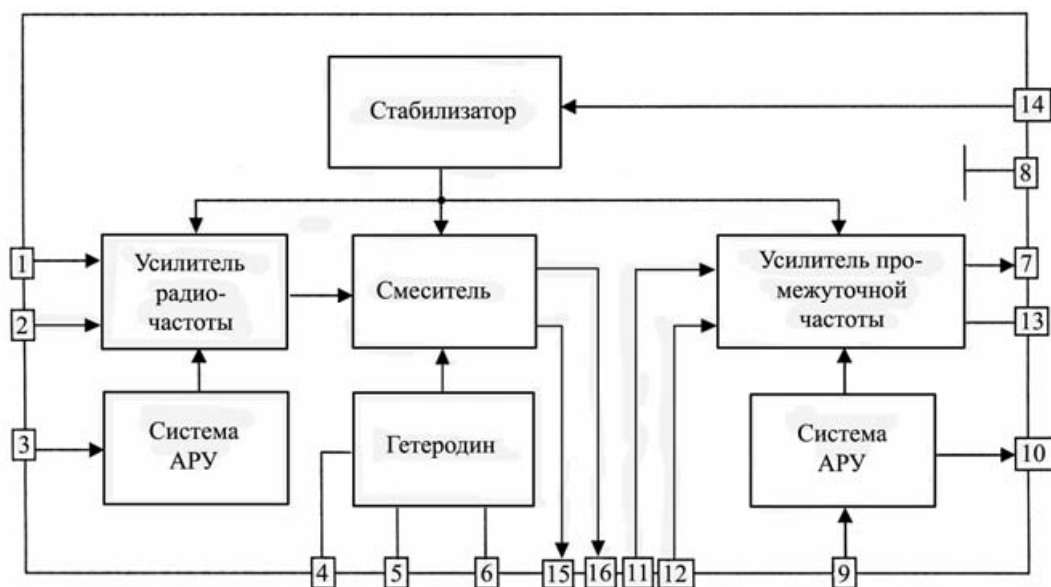 Стабилизатор
14
8
1
2
Усилитель
радио-
частоты
Смеситель
Усилитель про-
межуточной
частоты
7
13
3
Система
АРУ
Гетеродин
Система
АРУ
10
4
5
6
15
16
11
12
9